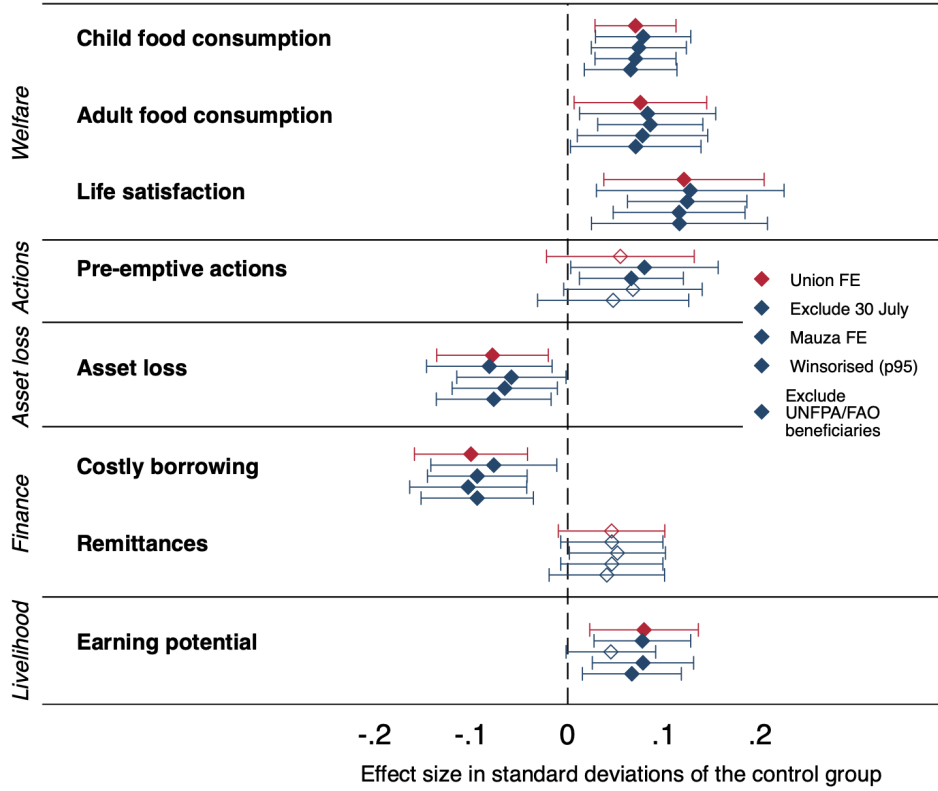 Welfare
Child food consumption
Adult food consumption
Life satisfaction
Actions
Pre-emptive actions
Asset loss
Asset loss
Finance
Costly borrowing
Remittances
Livelihood
Earning potential
Union FE
Exclude 30 July
Mauza FE
Winsorised (p95)
Exclude
UNFPA/FAO
beneficiaries
-.2 -.1 0 .1 .2
Effect size in standard deviations of the control group